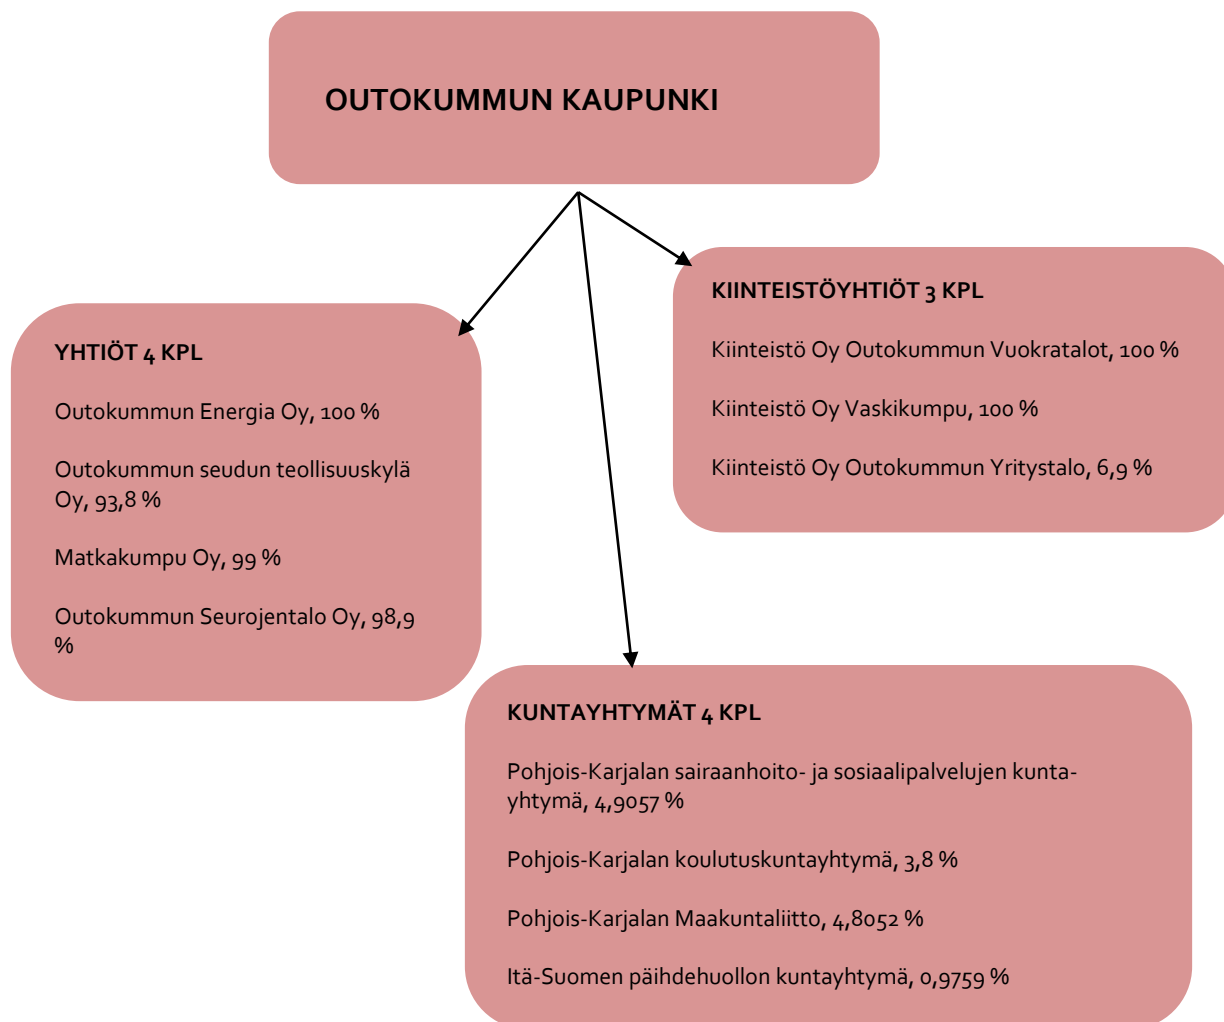 OUTOKUMMUN KAUPUNKI
YHTIÖT 4 KPL
Outokummun Energia Oy, 100 %
Outokummun seudun teollisuuskylä
Oy, 93,8 %
Matkakumpu Oy, 99 %
Outokummun Seurojentalo Oy, 98,9
%
KIINTEISTÖYHTIÖT 3 KPL
Kiinteistö Oy Outokummun Vuokratalot, 100 %
Kiinteistö Oy Vaskikumpu, 100 %
Kiinteistö Oy Outokummun Yritystalo, 6,9 %
KUNTAYHTYMÄT 4 KPL
Pohjois-Karjalan sairaanhoito- ja sosiaalipalvelujen kunta-
yhtymä, 4,9057 %
Pohjois-Karjalan koulutuskuntayhtymä, 3,8 %
Pohjois-Karjalan Maakuntaliitto, 4,8052 %
Itä-Suomen päihdehuollon kuntayhtymä, 0,9759 %